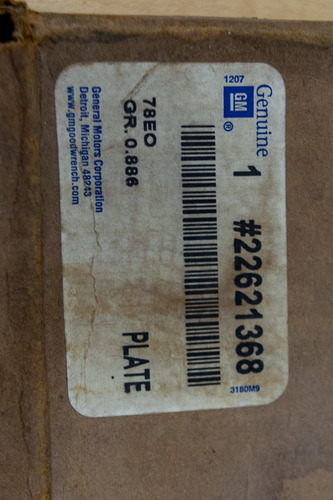 1207
GM
®
Genuine
1 #22621368
3180M9
78EO
GR. 0.886
PLATE
General Motors Corporation
Detroit, Michigan 48243
www.gmgoodwrench.com